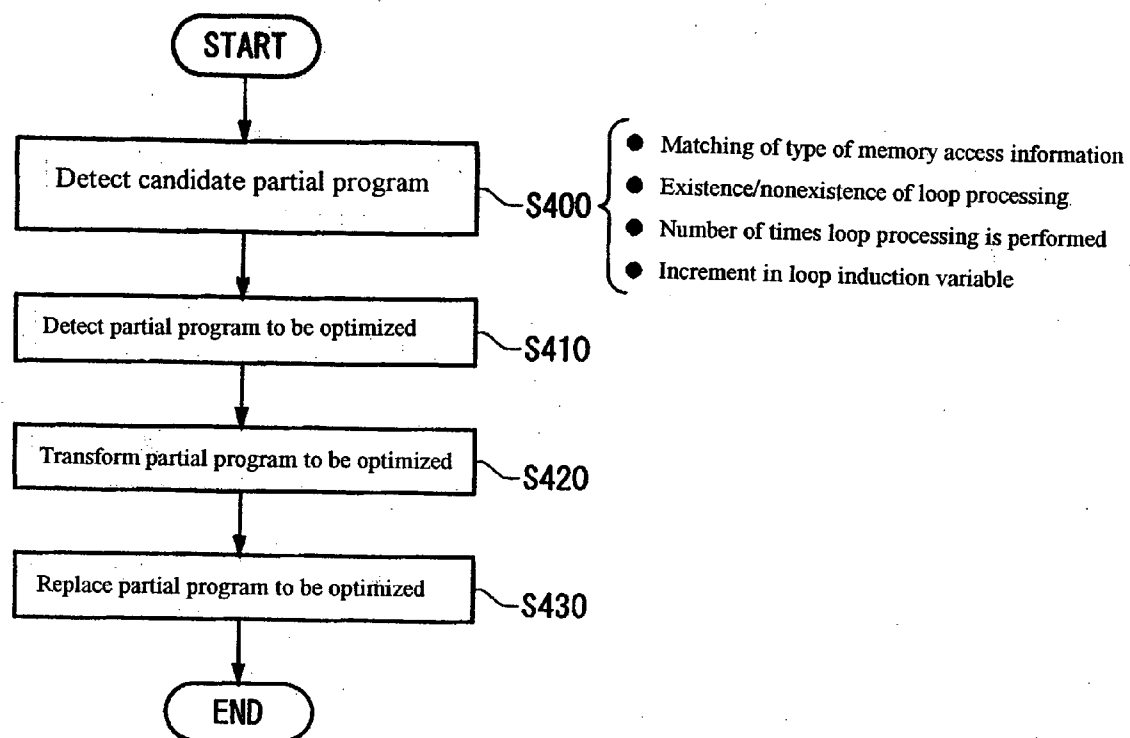 START
Detect candidate partial program
S400
● Matching of type of memory access information
● Existence/nonexistence of loop processing
● Number of times loop processing is performed
● Increment in loop induction variable
Detect partial program to be optimized
S410
Transform partial program to be optimized
S420
Replace partial program to be optimized
S430
END